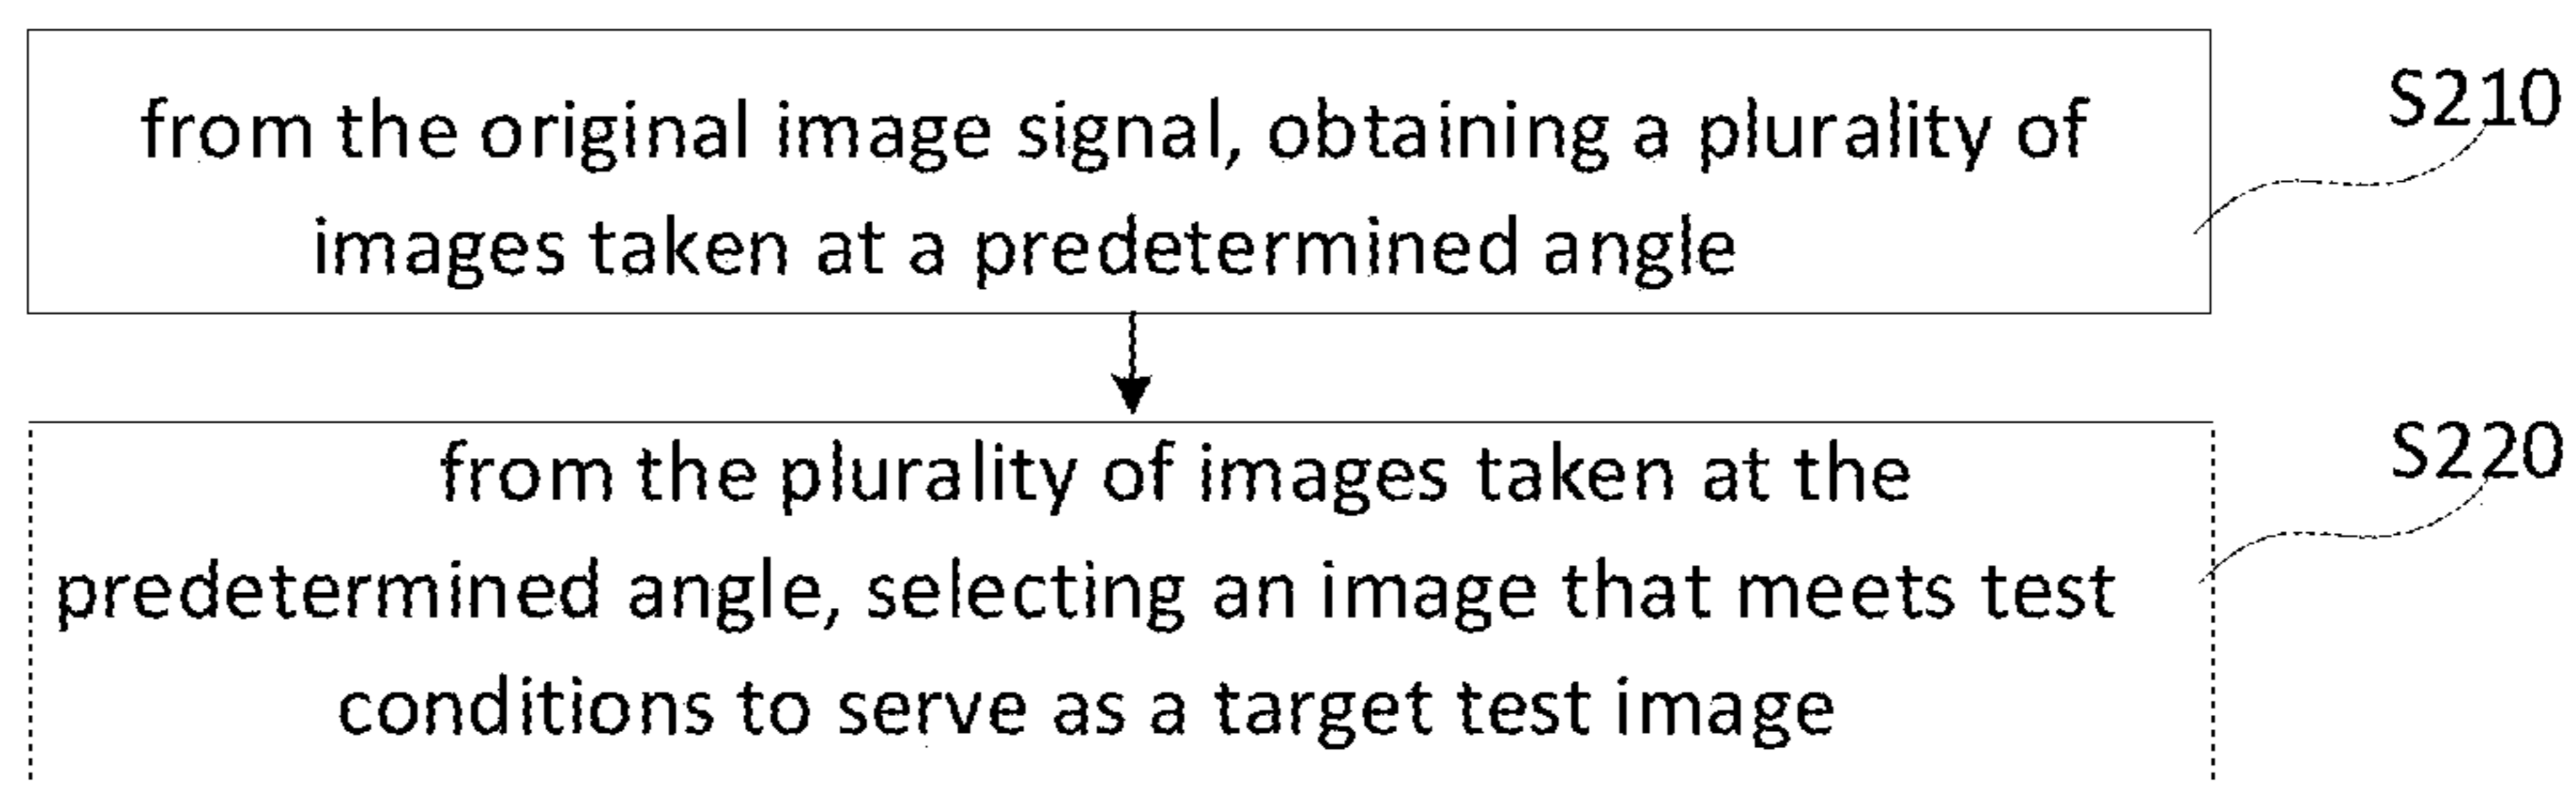 from the original image signal, obtaining a plurality of
images taken at a predetermined angle
S210
from the plurality of images taken at the
predetermined angle, selecting an image that meets test
conditions to serve as a target test image
S220